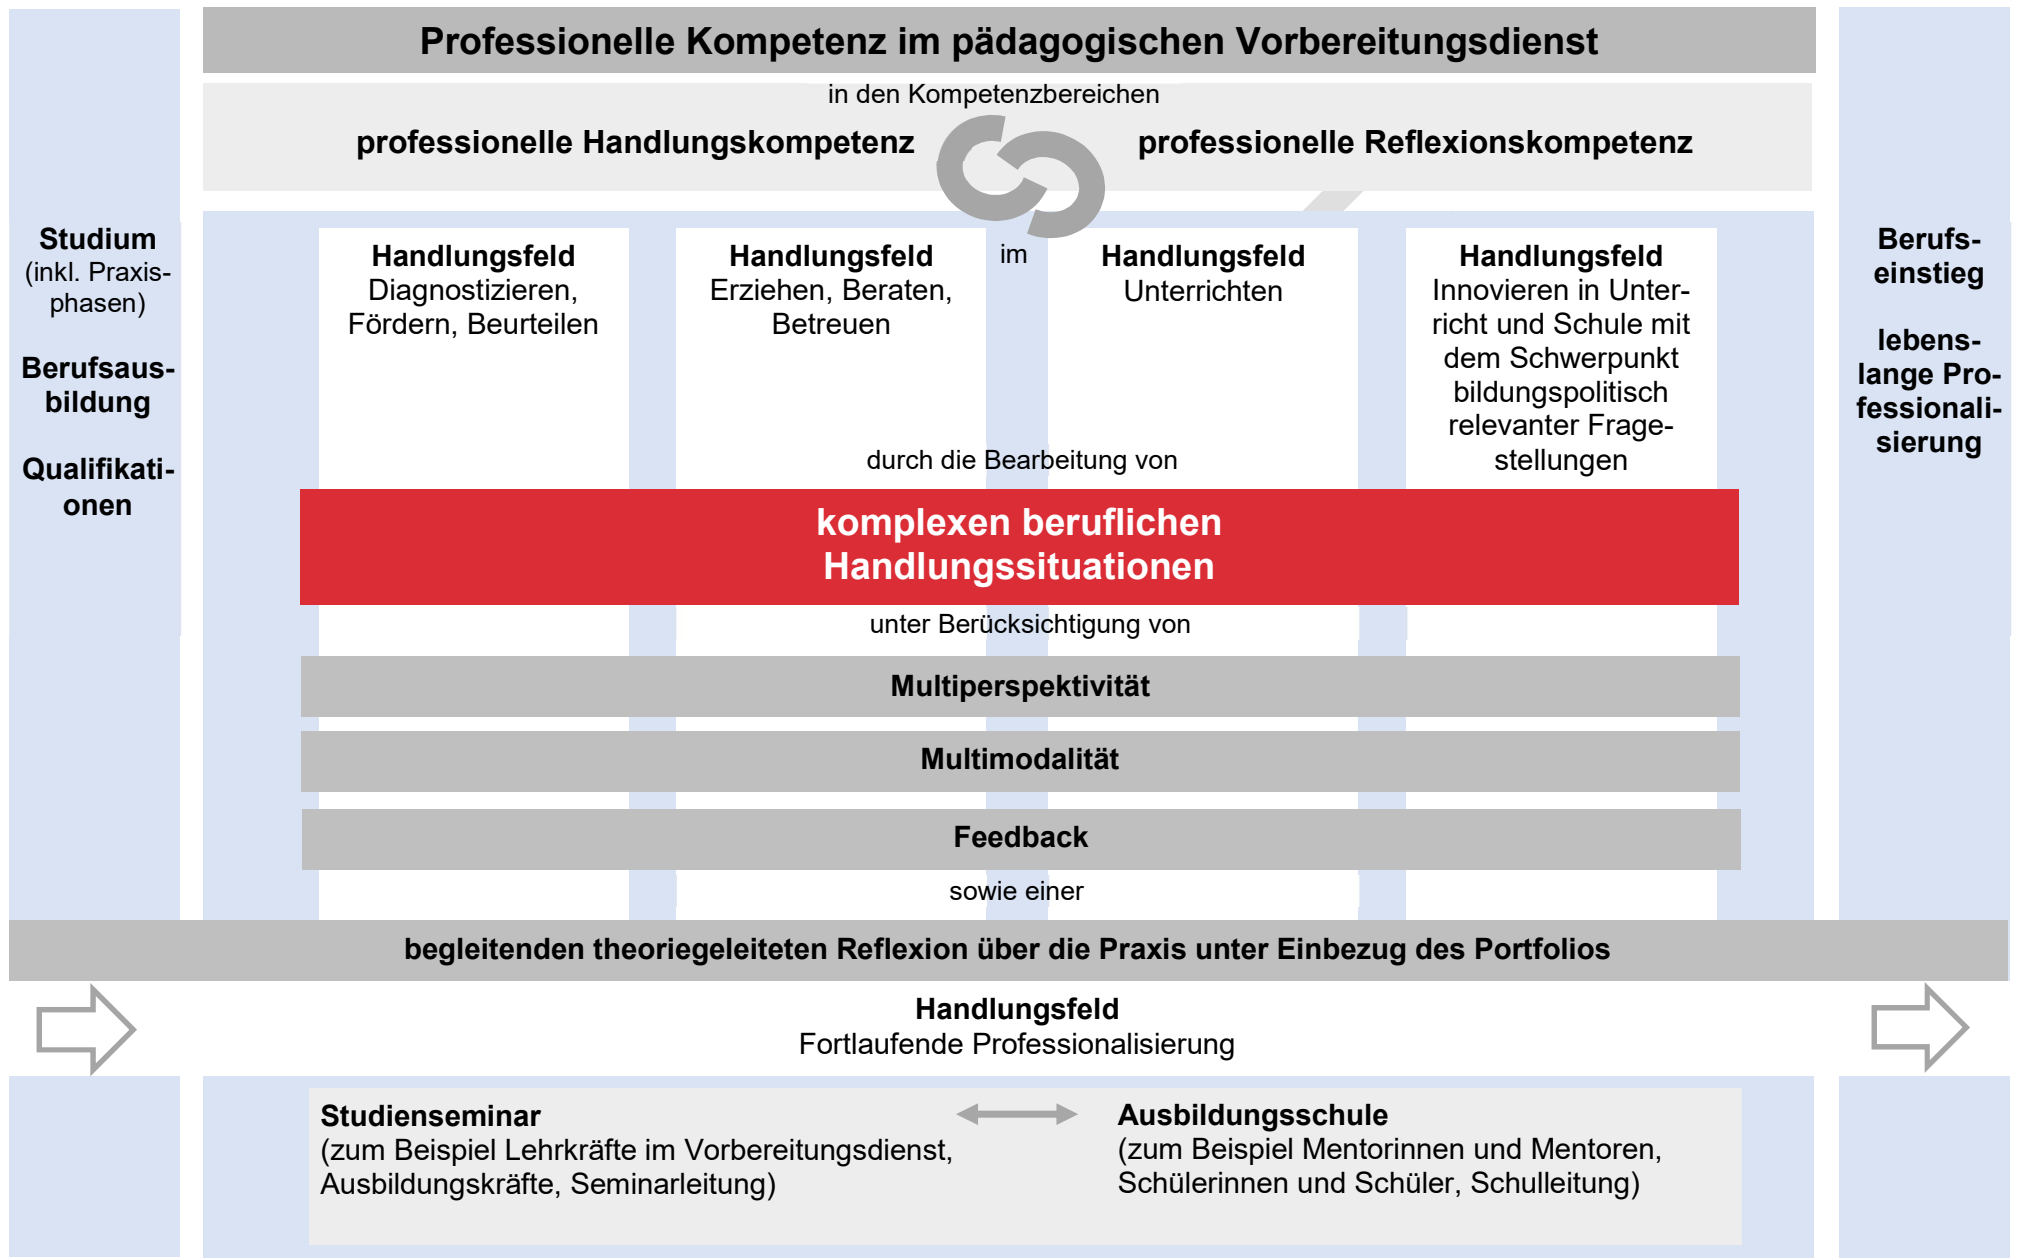 Professionelle Kompetenz im pädagogischen Vorbereitungsdienst
in den Kompetenzbereichen
professionelle Handlungskompetenz
professionelle Reflexionskompetenz
Studium
(inkl. Praxis-
phasen)
Berufsaus-
bildung
Qualifikati-
onen
Handlungsfeld
Diagnostizieren,
Fördern, Beurteilen
Handlungsfeld
Erziehen, Beraten,
Betreuen
im
Handlungsfeld
Unterrichten
Handlungsfeld
Innovieren in Unter-
richt und Schule mit
dem Schwerpunkt
bildungspolitisch
relevanter Frage-
stellungen
Berufs-
einstieg
lebens-
lange Pro-
fessionali-
sierung
durch die Bearbeitung von
komplexen beruflichen
Handlungssituationen
unter Berücksichtigung von
Multiperspektivität
Multimodalität
Feedback
sowie einer
begleitenden theoriegeleiteten Reflexion über die Praxis unter Einbezug des Portfolios
Handlungsfeld
Fortlaufende Professionalisierung
Studienseminar
(zum Beispiel Lehrkräfte im Vorbereitungsdienst,
Ausbildungskräfte, Seminarleitung)
Ausbildungsschule
(zum Beispiel Mentorinnen und Mentoren,
Schülerinnen und Schüler, Schulleitung)